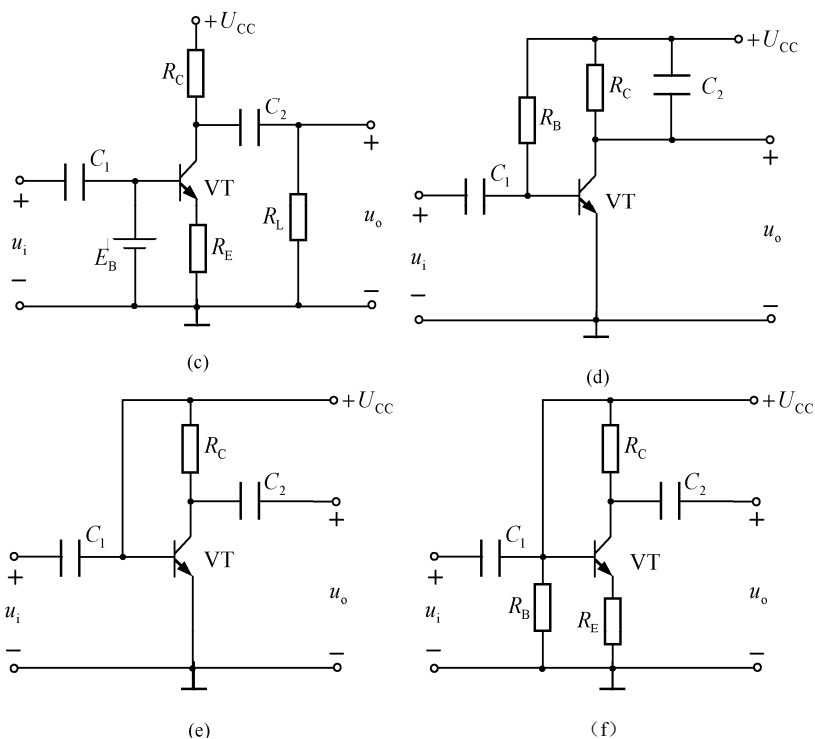 +U_CC
R_C
C_2
+
C_1
VT
+
R_L
u_o
u_i
E_B
R_E
−
−
(c)
+U_CC
R_C
C_2
R_B
+
C_1
VT
+
u_o
u_i
−
−
(d)
+U_CC
R_C
C_2
+
C_1
VT
+
u_o
u_i
−
−
(e)
+U_CC
R_C
C_2
+
C_1
VT
+
R_B
R_E
u_o
u_i
−
−
(f)